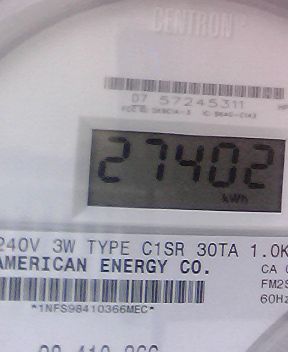 CENTRON
07 57245311
27402
kWh
240V 3W TYPE C1SR 30TA 1.0K
AMERICAN ENERGY CO.
CA
FM2S
60Hz
*1NFS98410366MEC*